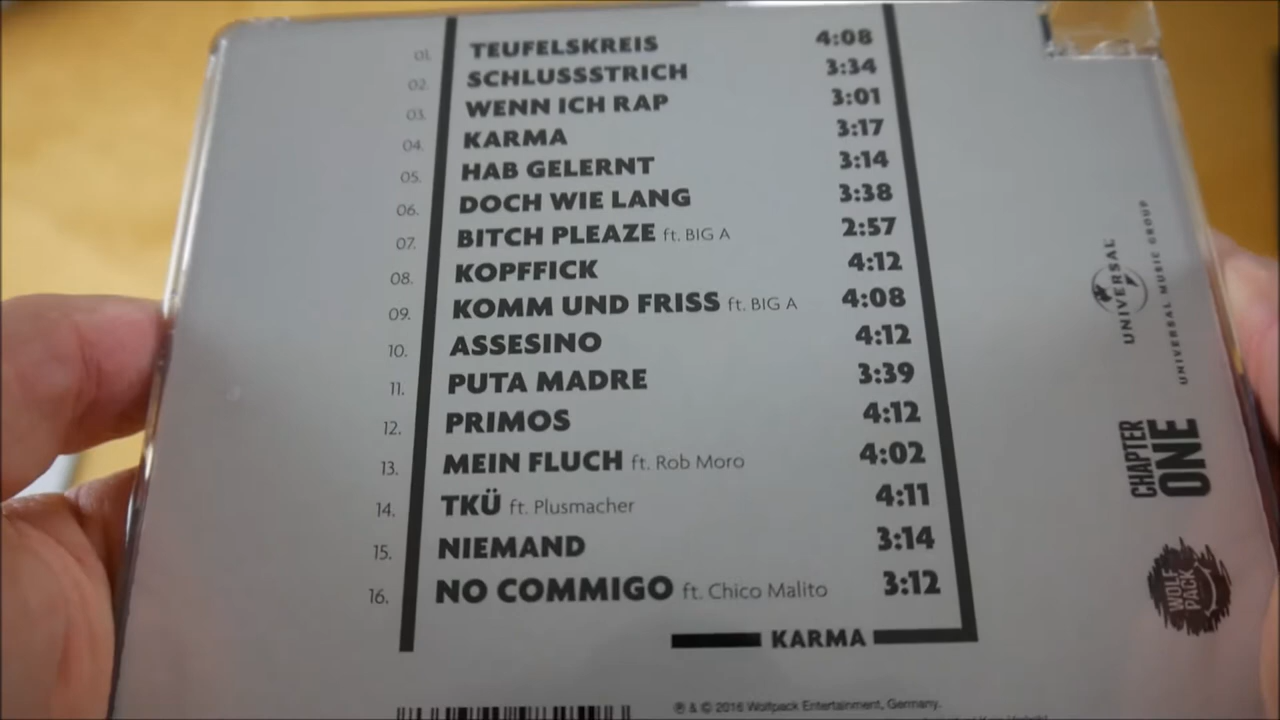 01. TEUFELSKREIS 4:08
02. SCHLUSSSTRICH 3:34
03. WENN ICH RAP 3:01
04. KARMA 3:17
05. HAB GELERNT 3:14
06. DOCH WIE LANG 3:38
07. BITCH PLEAZE ft. BIG A 2:57
08. KOPFFICK 4:12
09. KOMM UND FRISS ft. BIG A 4:08
10. ASSESINO 4:12
11. PUTA MADRE 3:39
12. PRIMOS 4:12
13. MEIN FLUCH ft. Rob Moro 4:02
14. TKÜ ft. Plusmacher 4:11
15. NIEMAND 3:14
16. NO COMMIGO ft. Chico Malito 3:12
KARMA
℗ & © 2016 Wolfpack Entertainment, Germany.
UNIVERSAL
UNIVERSAL MUSIC GROUP
CHAPTER
ONE
WOLF
PACK